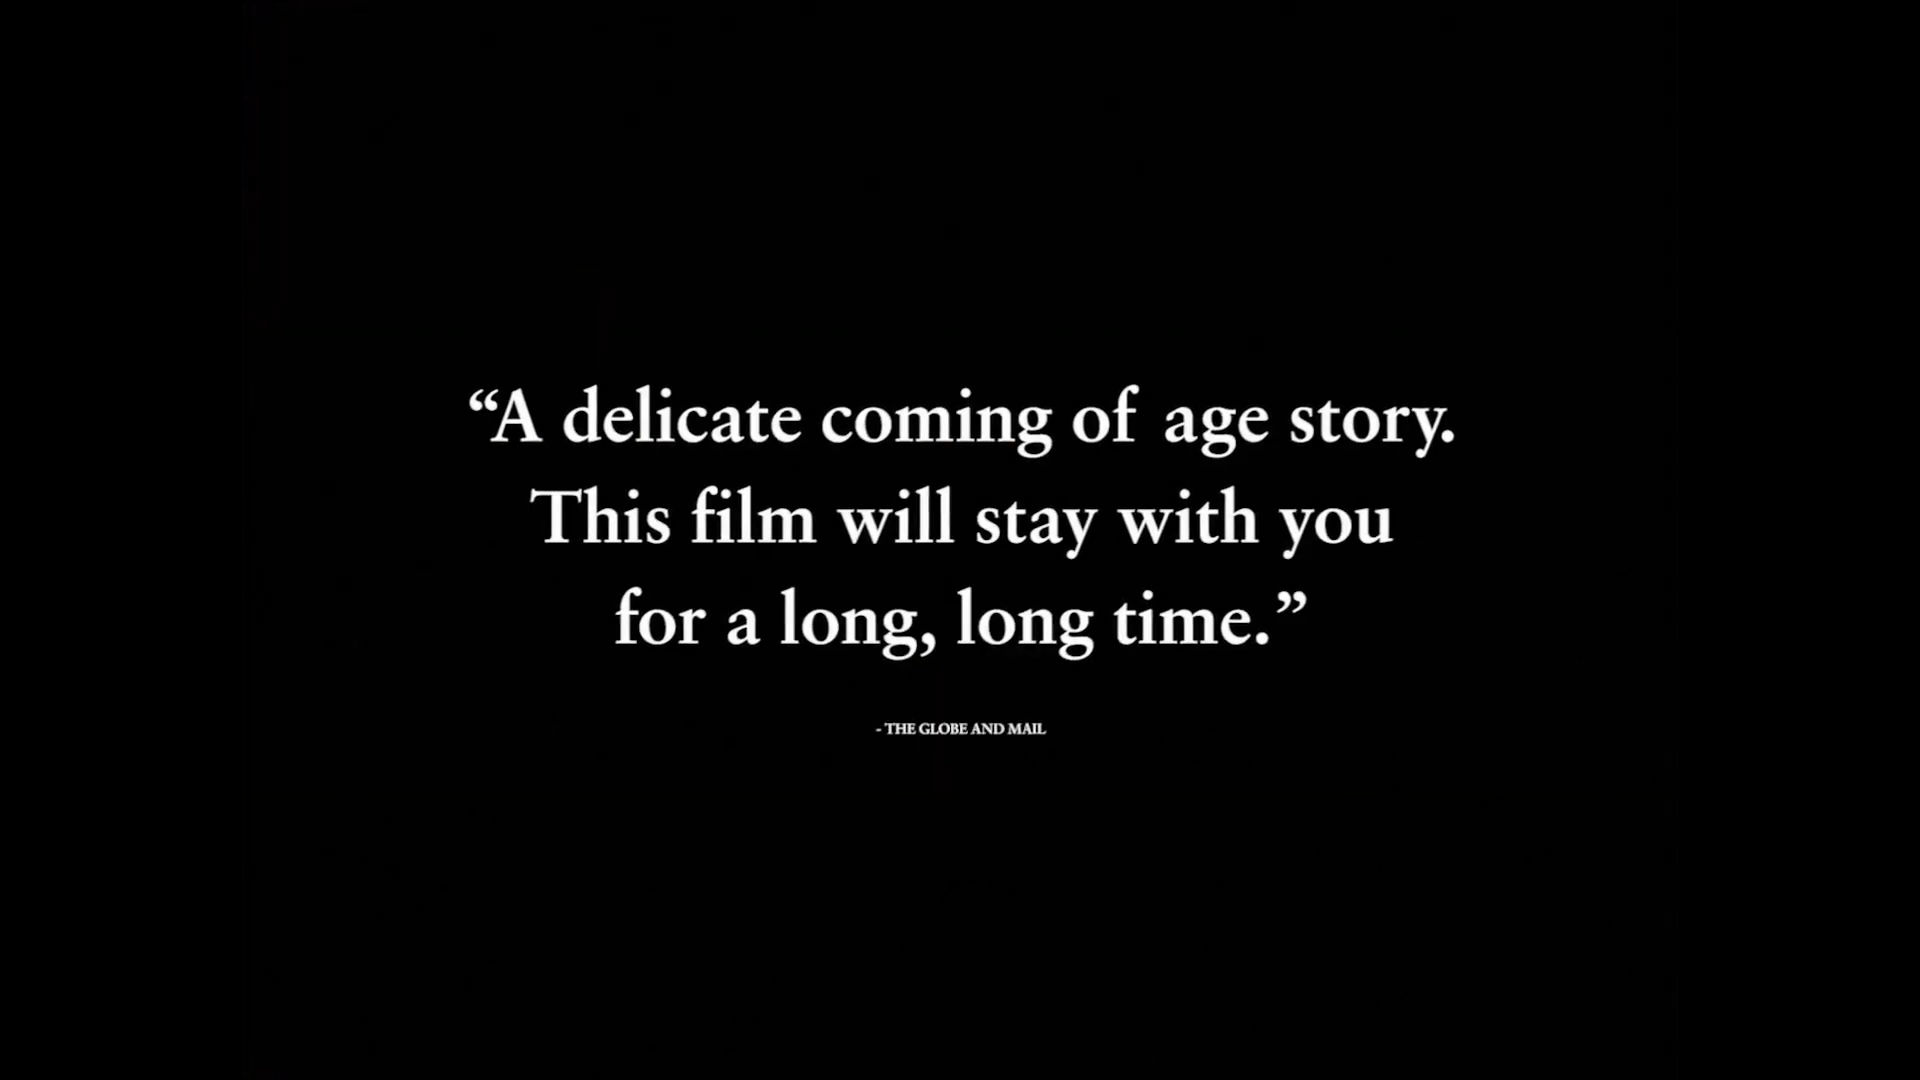 “A delicate coming of age story.
This film will stay with you
for a long, long time.”
- THE GLOBE AND MAIL